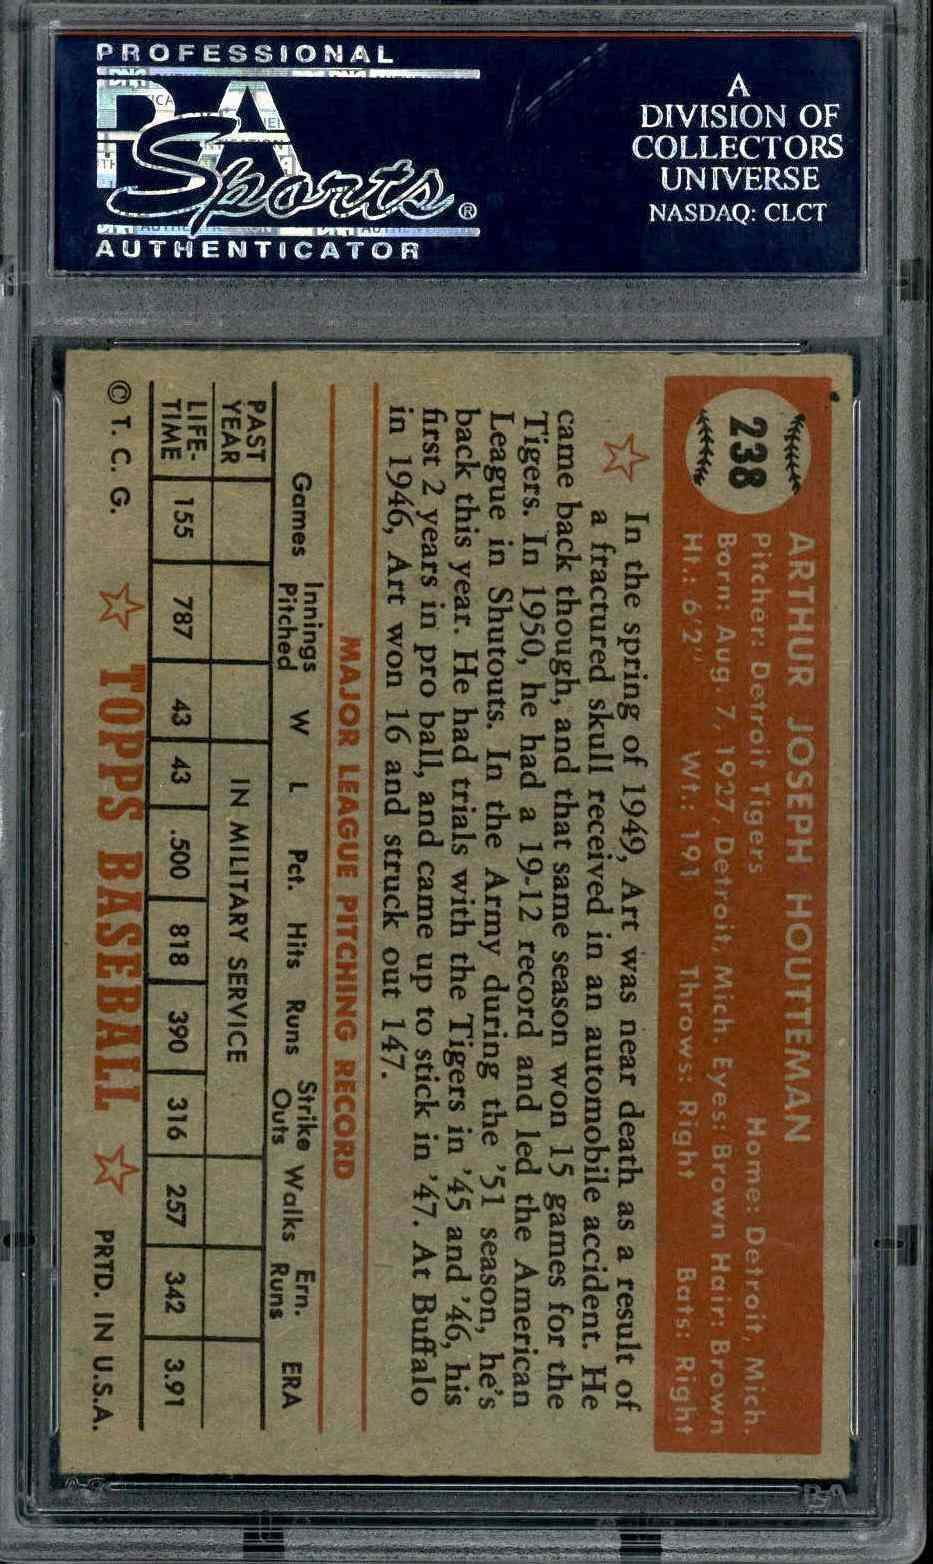 PROFESSIONAL
PSA
Sports®
AUTHENTICATOR
A
DIVISION OF
COLLECTORS
UNIVERSE
NASDAQ: CLCT
238
ARTHUR JOSEPH HOUTTEMAN
Pitcher: Detroit Tigers Home: Detroit, Mich.
Born: Aug. 7, 1927, Detroit, Mich. Eyes: Brown Hair: Brown
Ht.: 6'2" Wt.: 191 Throws: Right Bats: Right
In the spring of 1949, Art was near death as a result of
a fractured skull received in an automobile accident. He
came back though, and that same season won 15 games for the
Tigers. In 1950, he had a 19-12 record and led the American
League in Shutouts. In the Army during the '51 season, he's
back this year. He had trials with the Tigers in '45 and '46, his
first 2 years in pro ball, and came up to stick in '47. At Buffalo
in 1946, Art won 16 and struck out 147.
MAJOR LEAGUE PITCHING RECORD
Games Innings Pitched W L Pct. Hits Runs Strike Outs Walks Ern. Runs ERA
PAST YEAR IN MILITARY SERVICE
LIFE-TIME 155 787 43 43 .500 818 390 316 257 342 3.91
© T. C. G. TOPPS BASEBALL PRTD. IN U.S.A.